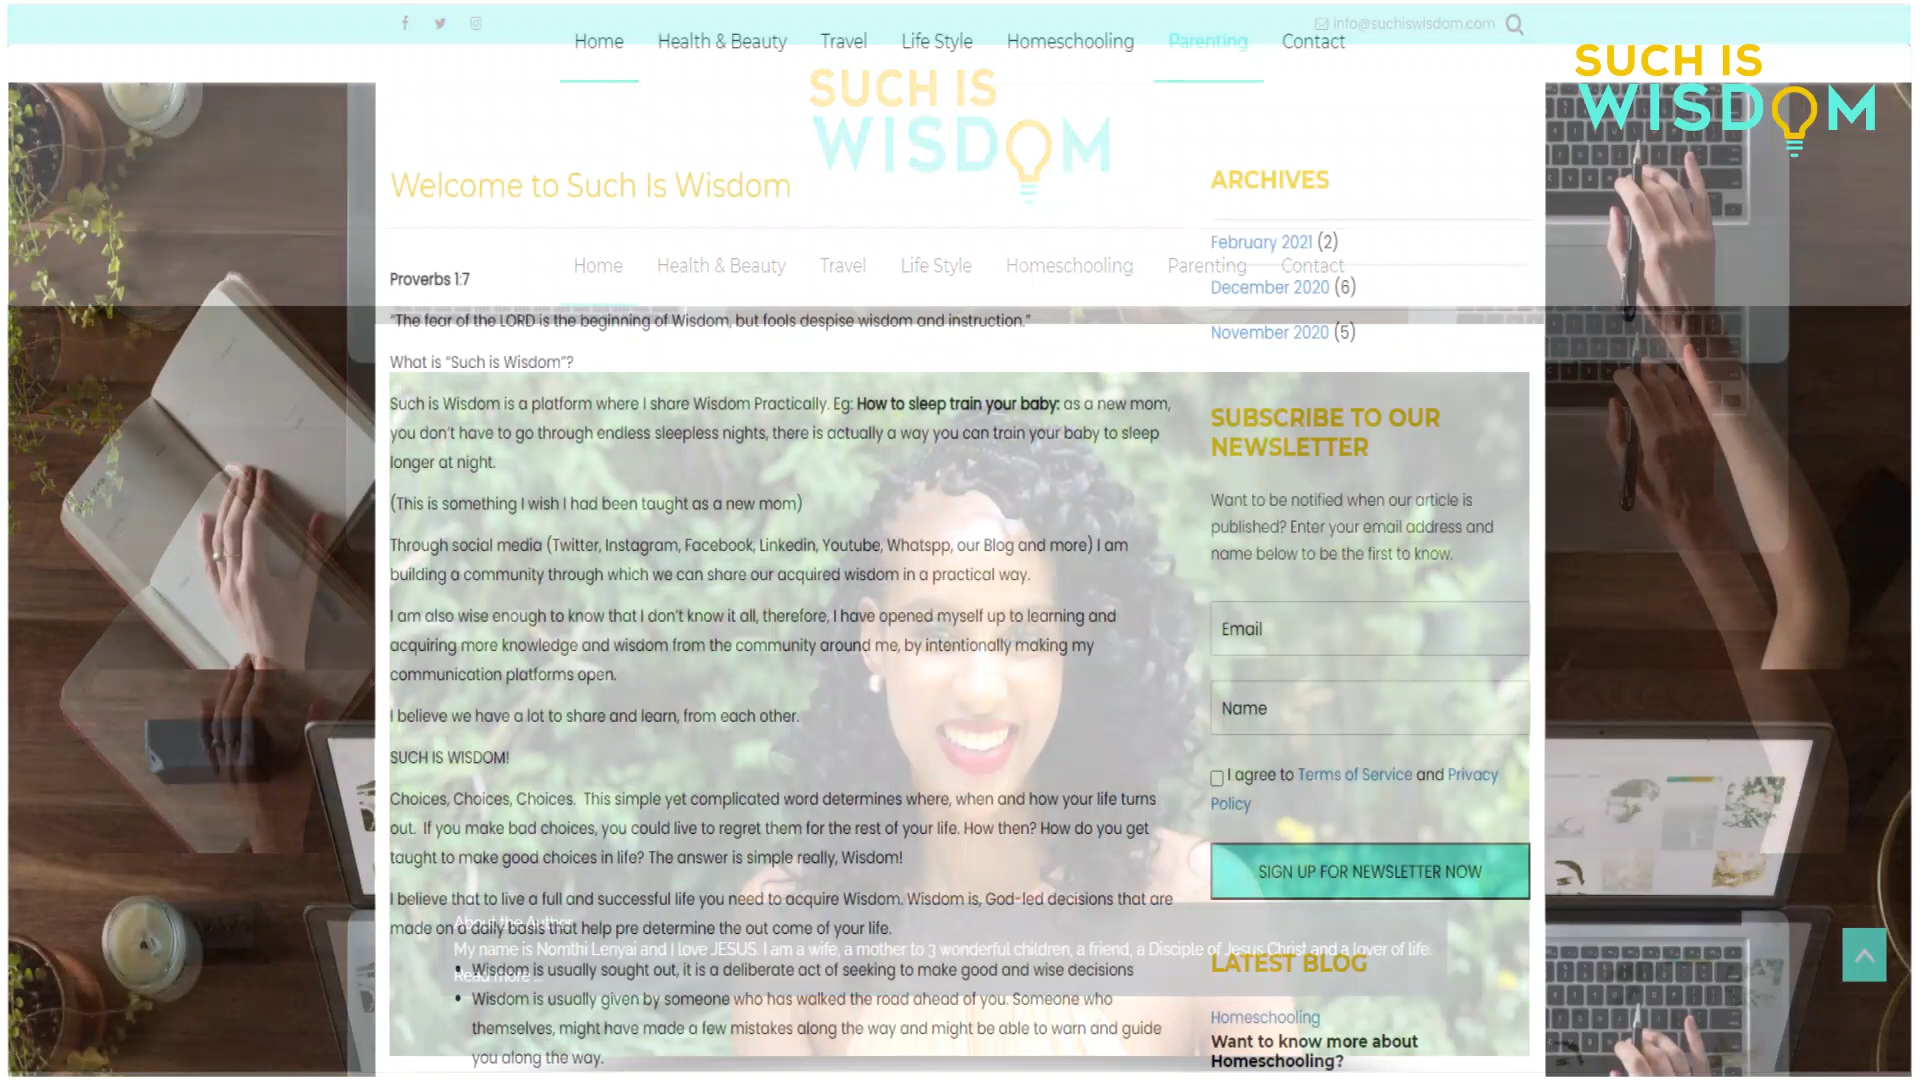 info@suchiswisdom.com
Home Health & Beauty Travel Life Style Homeschooling Parenting Contact
SUCH IS
WISDOM
SUCH IS
WISDOM
Welcome to Such Is Wisdom
Home Health & Beauty Travel Life Style Homeschooling Parenting Contact
Proverbs 1:7
“The fear of the LORD is the beginning of Wisdom, but fools despise wisdom and instruction.”
What is “Such is Wisdom”?
Such is Wisdom is a platform where I share Wisdom Practically. Eg: How to sleep train your baby: as a new mom,
you don’t have to go through endless sleepless nights, there is actually a way you can train your baby to sleep
longer at night.
(This is something I wish I had been taught as a new mom)
Through social media (Twitter, Instagram, Facebook, Linkedin, Youtube, Whatspp, our Blog and more) I am
building a community through which we can share our acquired wisdom in a practical way.
I am also wise enough to know that I don’t know it all, therefore, I have opened myself up to learning and
acquiring more knowledge and wisdom from the community around me, by intentionally making my
communication platforms open.
I believe we have a lot to share and learn, from each other.
SUCH IS WISDOM!
Choices, Choices, Choices. This simple yet complicated word determines where, when and how your life turns
out. If you make bad choices, you could live to regret them for the rest of your life. How then? How do you get
taught to make good choices in life? The answer is simple really, Wisdom!
I believe that to live a full and successful life you need to acquire Wisdom. Wisdom is, God-led decisions that are
made on a daily basis that help pre determine the out come of your life.
About the Author
My name is Nomthi Lenyai and I love JESUS. I am a wife, a mother to 3 wonderful children, a friend, a Disciple of Jesus Christ and a lover of life.
Read more ...
• Wisdom is usually sought out, it is a deliberate act of seeking to make good and wise decisions
• Wisdom is usually given by someone who has walked the road ahead of you. Someone who
themselves, might have made a few mistakes along the way and might be able to warn and guide
you along the way.
ARCHIVES
February 2021 (2)
December 2020 (6)
November 2020 (5)
SUBSCRIBE TO OUR
NEWSLETTER
Want to be notified when our article is
published? Enter your email address and
name below to be the first to know.
Email
Name
I agree to Terms of Service and Privacy
Policy
SIGN UP FOR NEWSLETTER NOW
LATEST BLOG
Homeschooling
Want to know more about
Homeschooling?